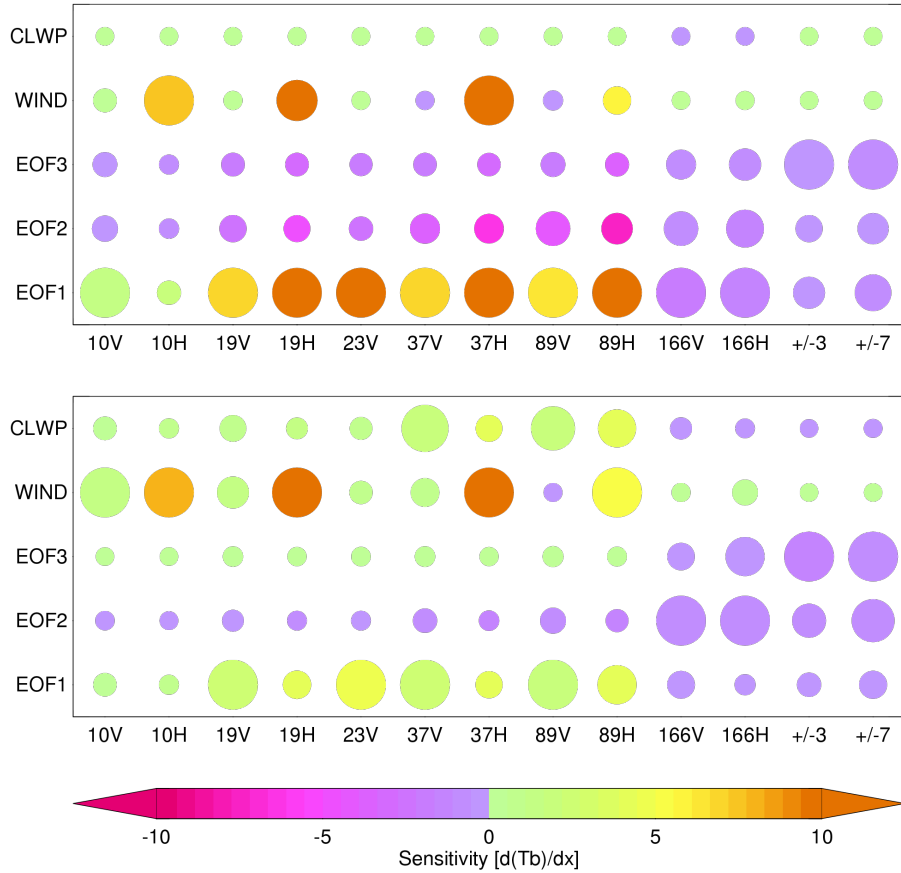 CLWP
WIND
EOF3
EOF2
EOF1
10V 10H 19V 19H 23V 37V 37H 89V 89H 166V 166H +/-3 +/-7
CLWP
WIND
EOF3
EOF2
EOF1
10V 10H 19V 19H 23V 37V 37H 89V 89H 166V 166H +/-3 +/-7
-10 -5 0 5 10
Sensitivity [d(Tb)/dx]